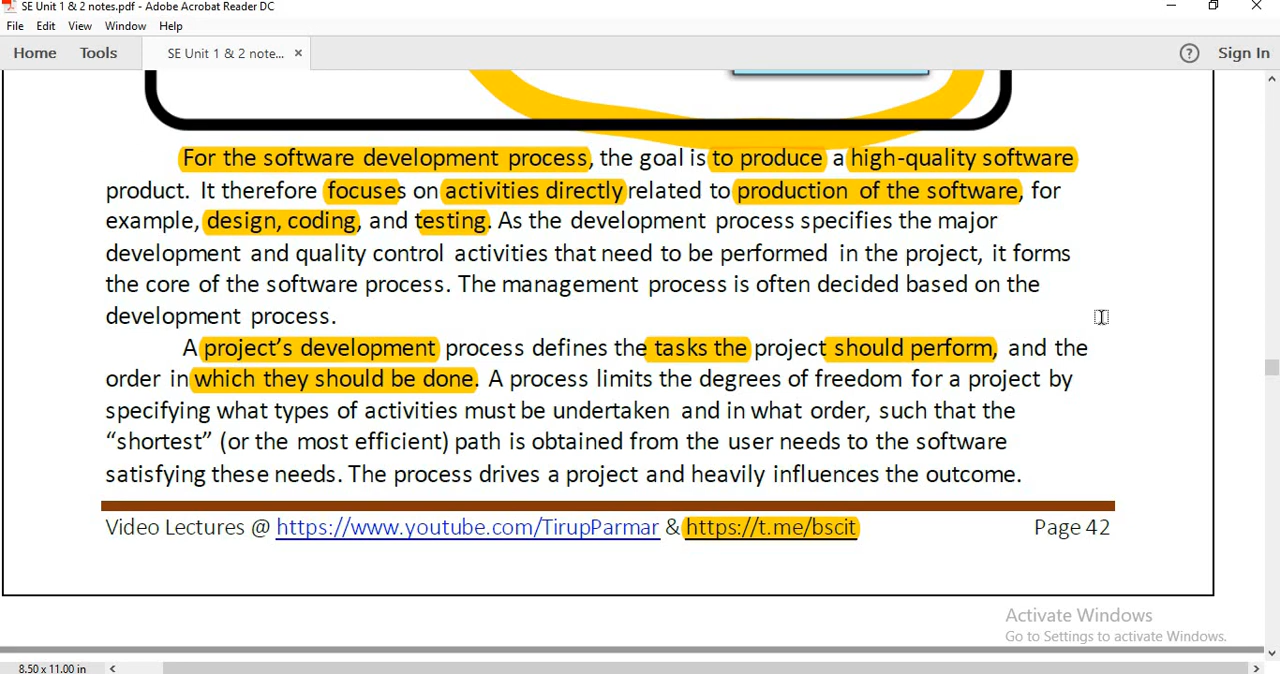 SE Unit 1 & 2 notes.pdf - Adobe Acrobat Reader DC
File Edit View Window Help
Home Tools SE Unit 1 & 2 note... × ? Sign In
For the software development process, the goal is to produce a high-quality software
product. It therefore focuses on activities directly related to production of the software, for
example, design, coding, and testing. As the development process specifies the major
development and quality control activities that need to be performed in the project, it forms
the core of the software process. The management process is often decided based on the
development process.
A project’s development process defines the tasks the project should perform, and the
order in which they should be done. A process limits the degrees of freedom for a project by
specifying what types of activities must be undertaken and in what order, such that the
“shortest” (or the most efficient) path is obtained from the user needs to the software
satisfying these needs. The process drives a project and heavily influences the outcome.
Video Lectures @ https://www.youtube.com/TirupParmar & https://t.me/bscit Page 42
Activate Windows
Go to Settings to activate Windows.
8.50 x 11.00 in